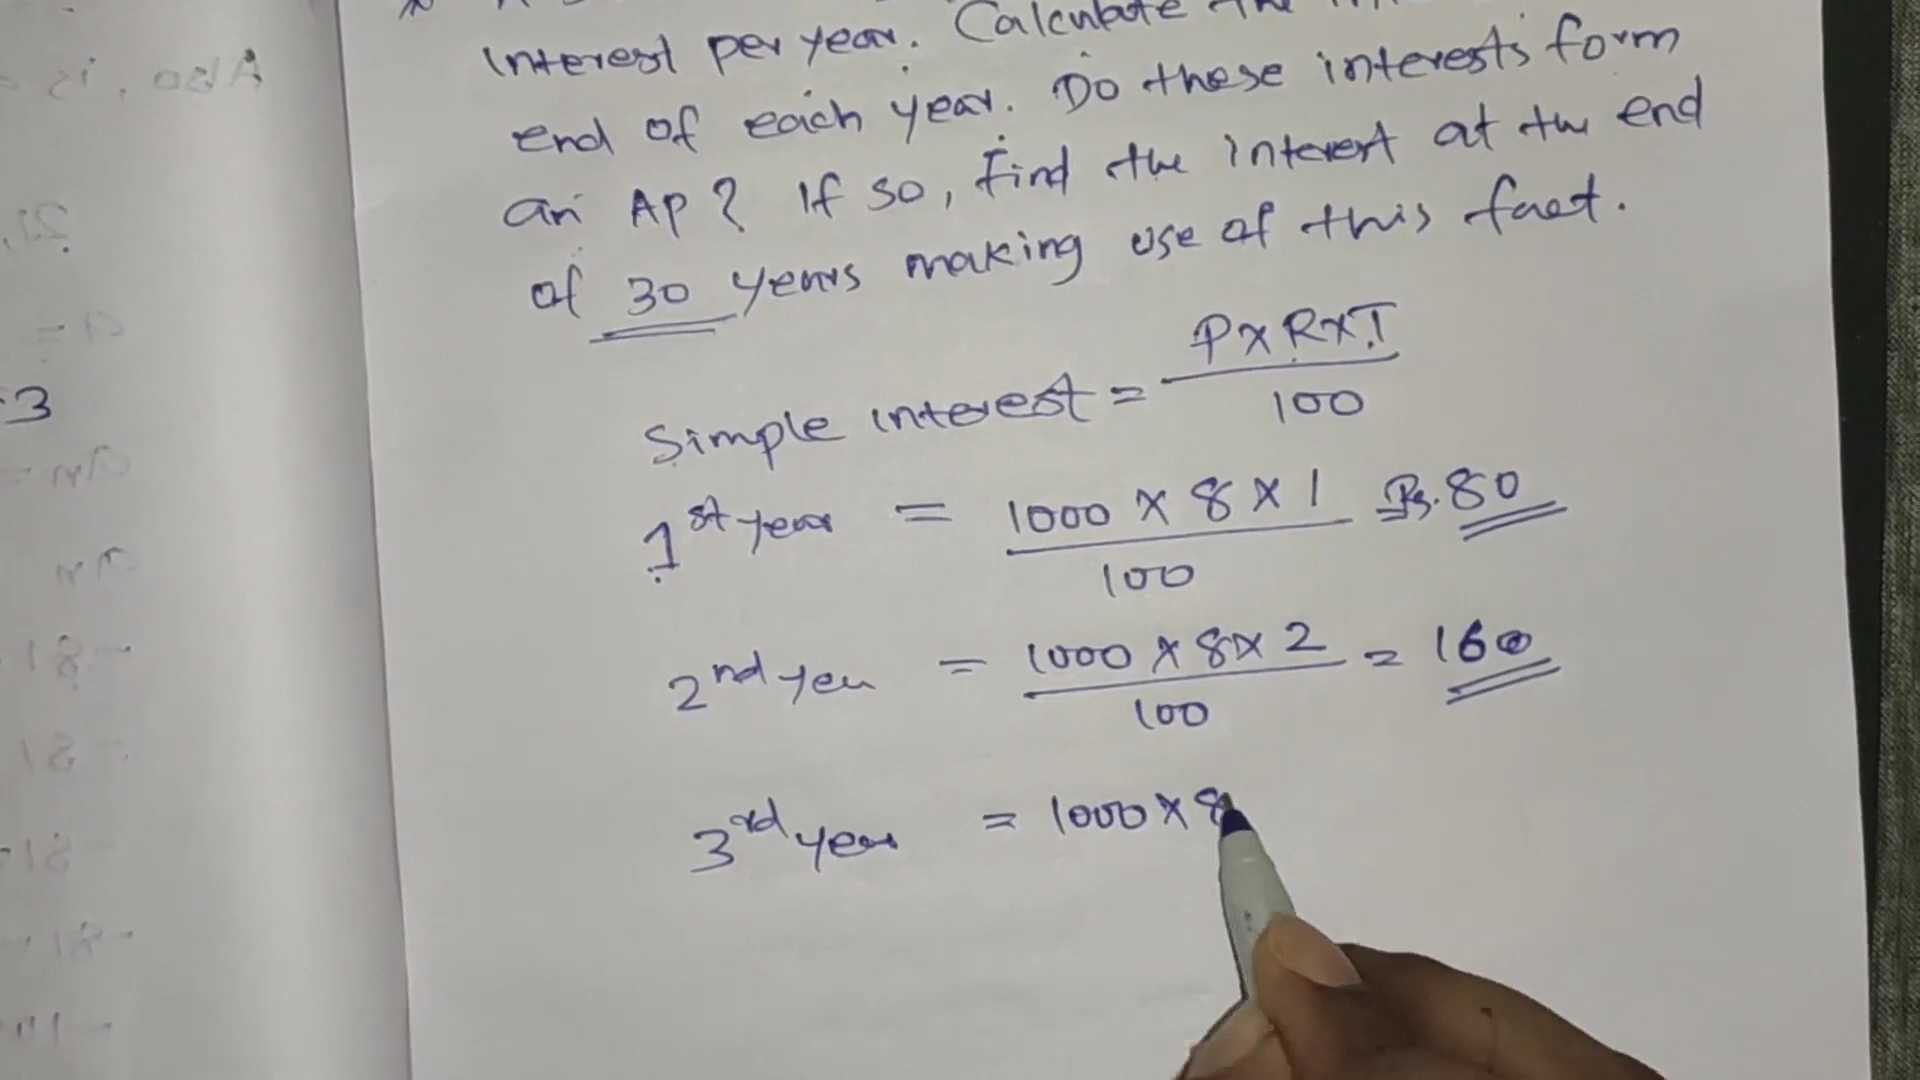 Interest per year. Calculate the
end of each year. Do these interests form
an AP? If so, find the interest at the end
of 30 years making use of this fact.
Simple interest = P x R x T
100
1st year = 1000 x 8 x 1 Rs. 80
100
2nd yea = 1000 x 8 x 2 = 160
100
3rd year = 1000 x 8